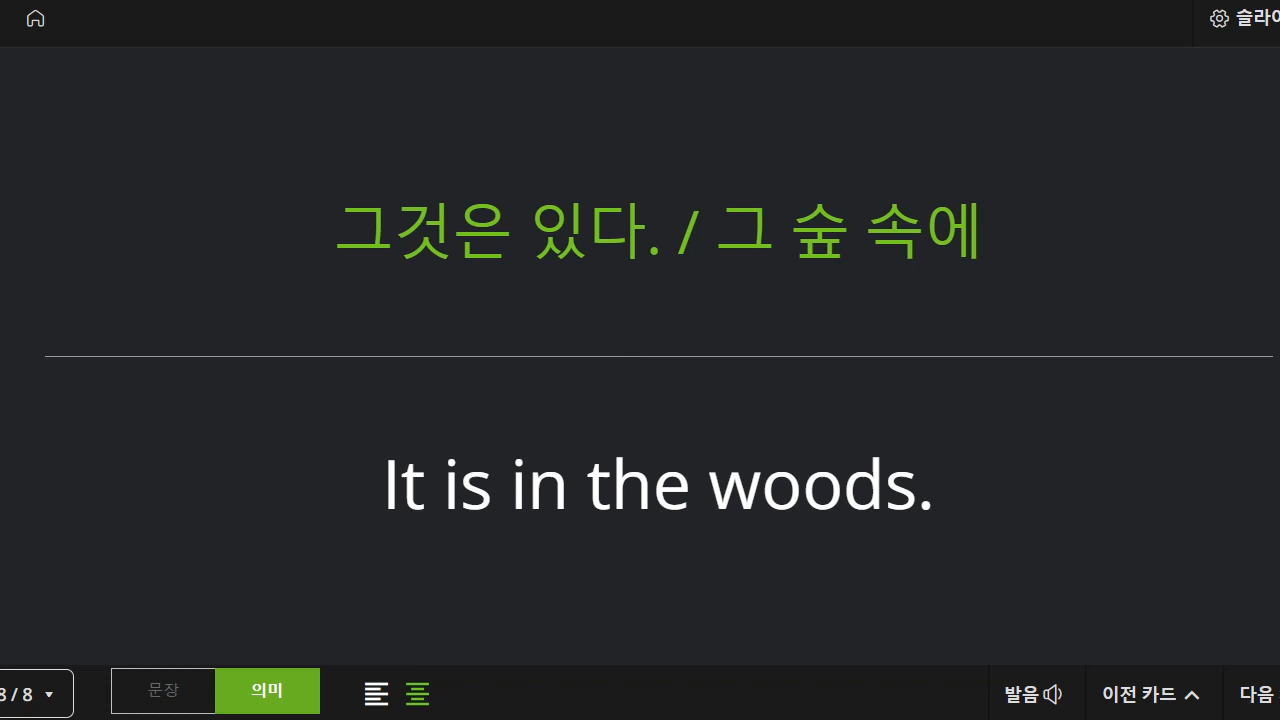 슬라이
그것은 있다. / 그 숲 속에
It is in the woods.
8 / 8
문장
의미
발음
이전 카드
다음